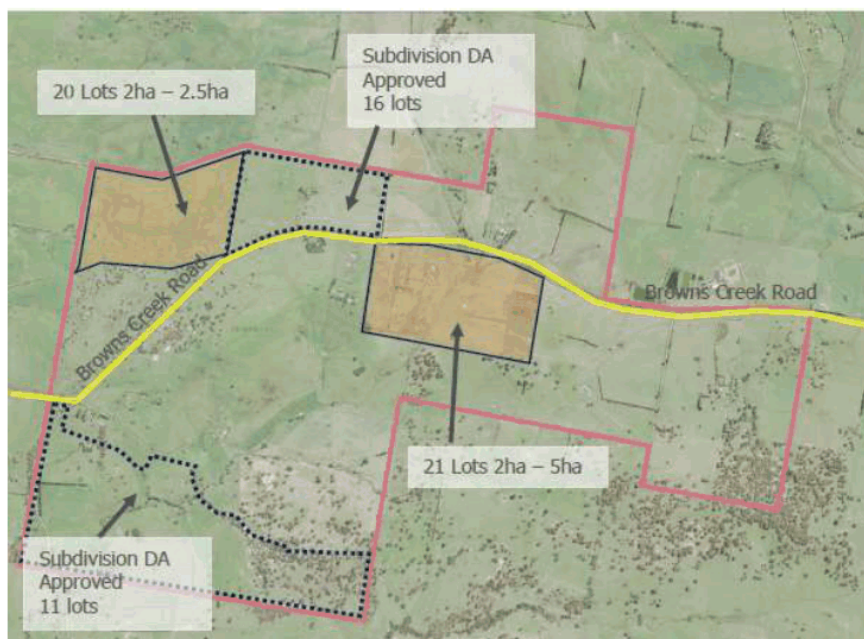 Subdivision DA
Approved
16 lots
20 Lots 2ha – 2.5ha
Browns Creek Road
Browns Creek Road
21 Lots 2ha – 5ha
Subdivision DA
Approved
11 lots